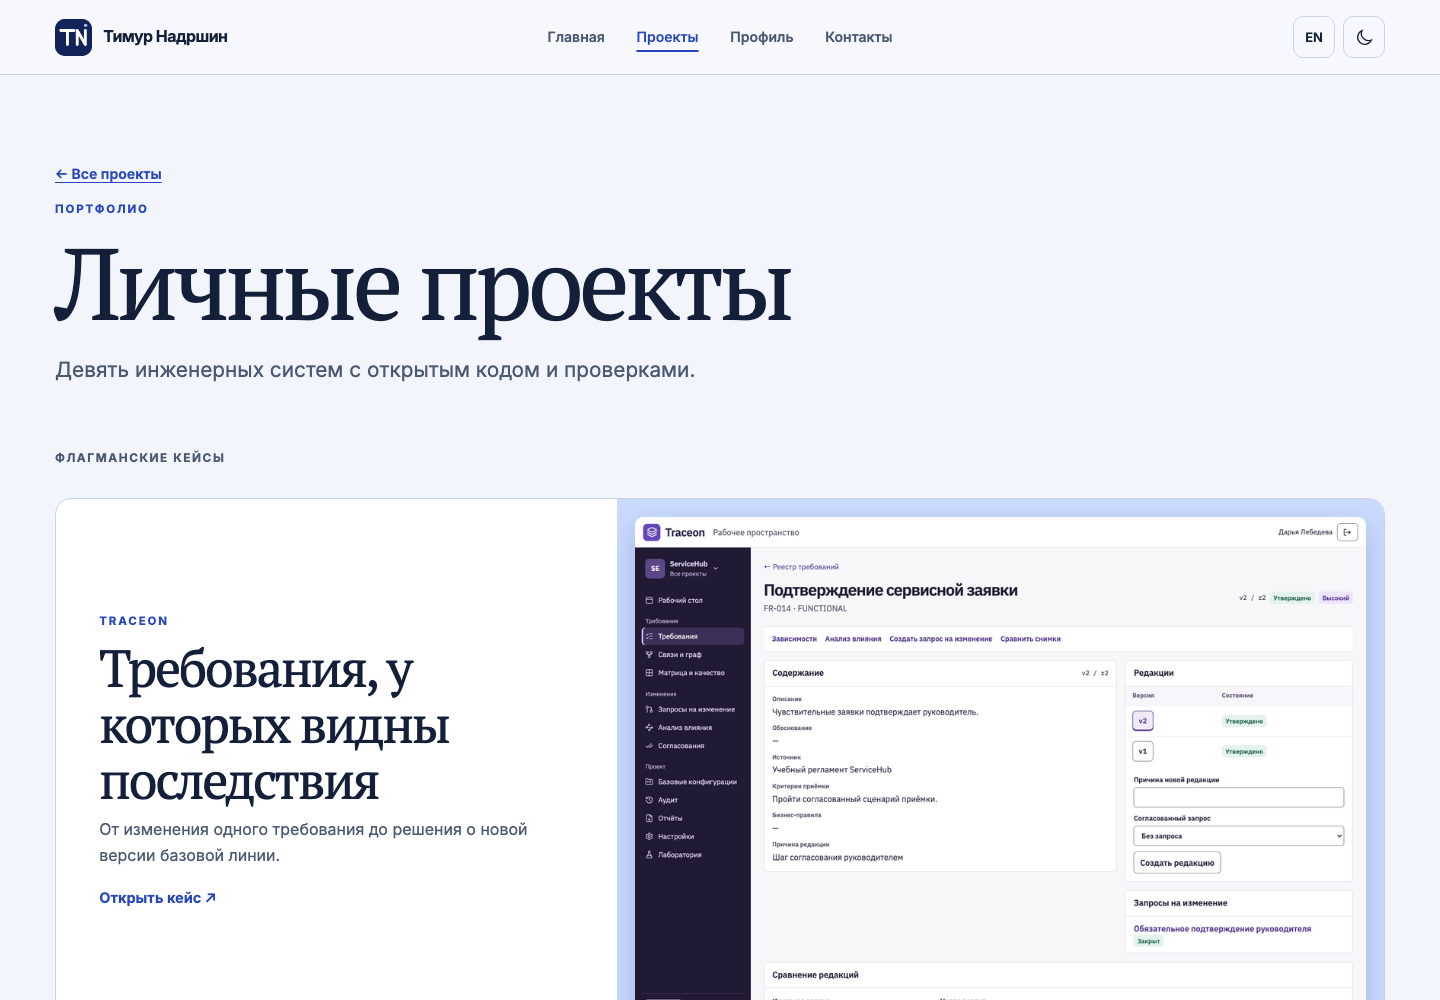 TN Тимур Надршин
Главная Проекты Профиль Контакты
EN
← Все проекты
ПОРТФОЛИО
Личные проекты
Девять инженерных систем с открытым кодом и проверками.
ФЛАГМАНСКИЕ КЕЙСЫ
TRACEON
Требования, у
которых видны
последствия
От изменения одного требования до решения о новой
версии базовой линии.
Открыть кейс ↗
Traceon Рабочее пространство
Дарья Лебедева
SE ServiceHub
Все проекты
Рабочий стол
Требования
Требования
Связи и граф
Матрица и качество
Изменения
Запросы на изменение
Анализ влияния
Согласования
Проект
Базовые конфигурации
Аудит
Отчёты
Настройки
Лаборатория
← Реестр требований
Подтверждение сервисной заявки
FR-014 · FUNCTIONAL
v2 / r2 Утверждено Высокий
Зависимости Анализ влияния Создать запрос на изменение Сравнить снимки
Содержание v2 / r2
Описание
Чувствительные заявки подтверждает руководитель.
Обоснование
—
Источник
Учебный регламент ServiceHub
Критерии приёмки
Пройти согласованный сценарий приёмки.
Бизнес-правила
—
Причина редакции
Шаг согласования руководителем
Редакции
Версия Состояние
v2 Утверждено
v1 Утверждено
Причина новой редакции
Согласованный запрос
Без запроса
Создать редакцию
Запросы на изменение
Обязательное подтверждение руководителя
Закрыт
Сравнение редакций